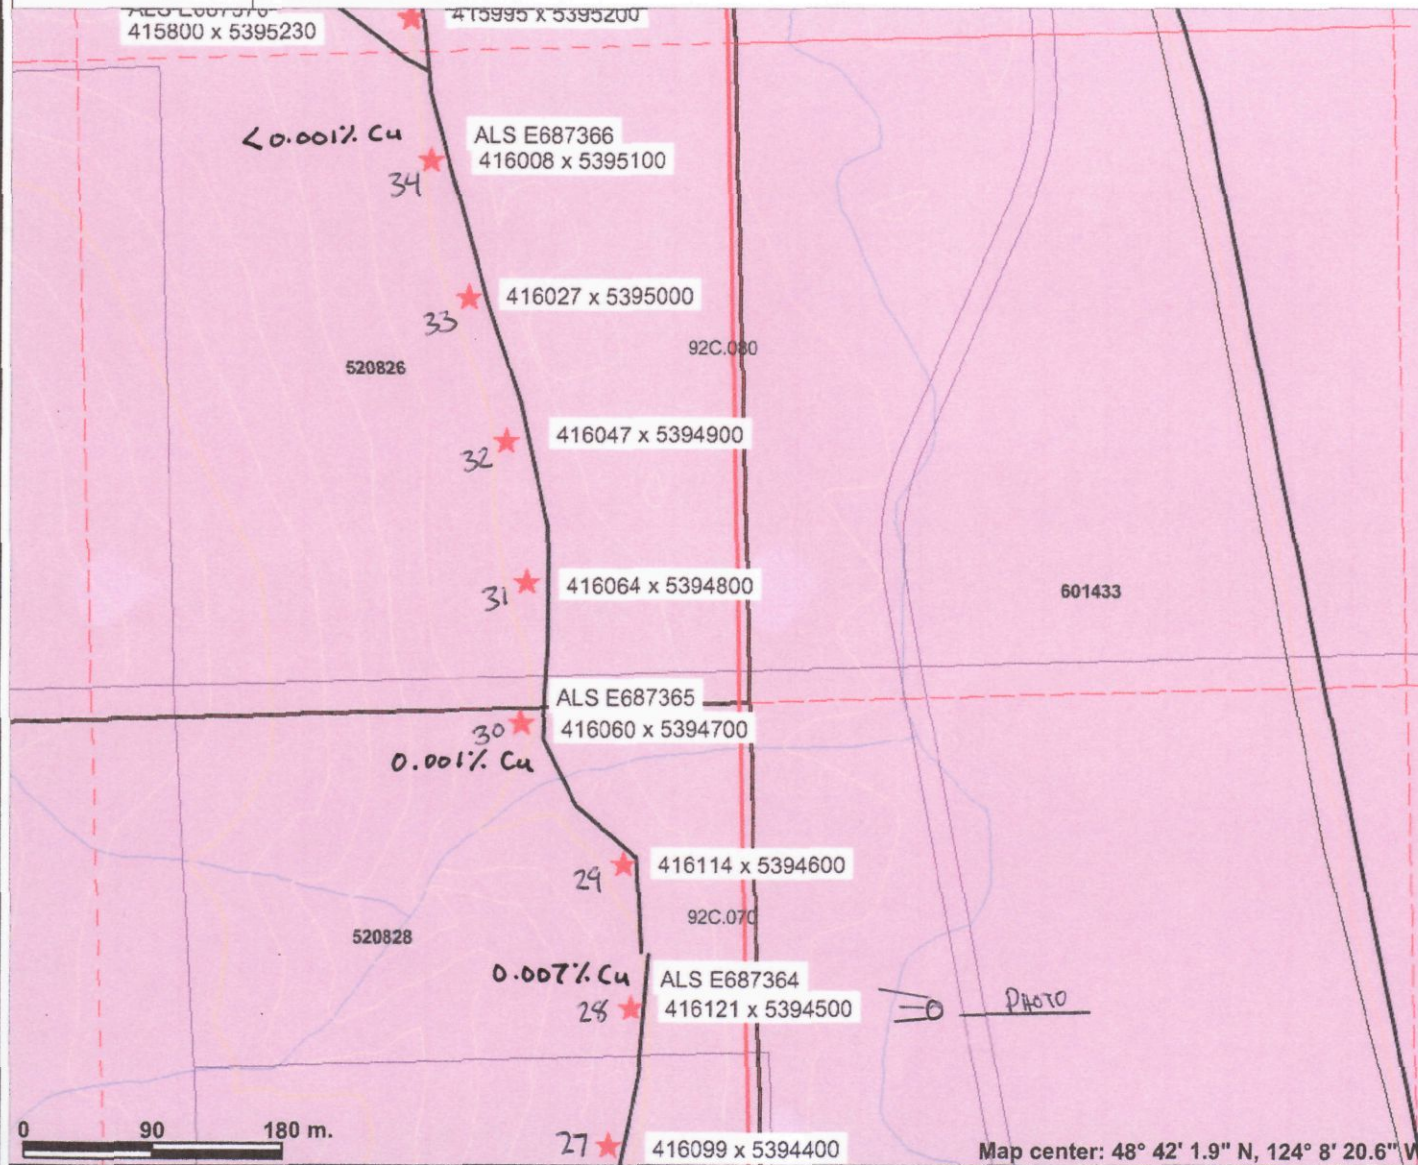 415800 x 5395230
415995 x 5395200
<0.001% Cu
ALS E687366
416008 x 5395100
34
416027 x 5395000
33
92C.080
520826
416047 x 5394900
32
416064 x 5394800
31
601433
ALS E687365
416060 x 5394700
30
0.001% Cu
416114 x 5394600
29
92C.070
520828
0.007% Cu
ALS E687364
416121 x 5394500
28
PHOTO
0 90 180 m.
27
416099 x 5394400
Map center: 48° 42' 1.9" N, 124° 8' 20.6" W